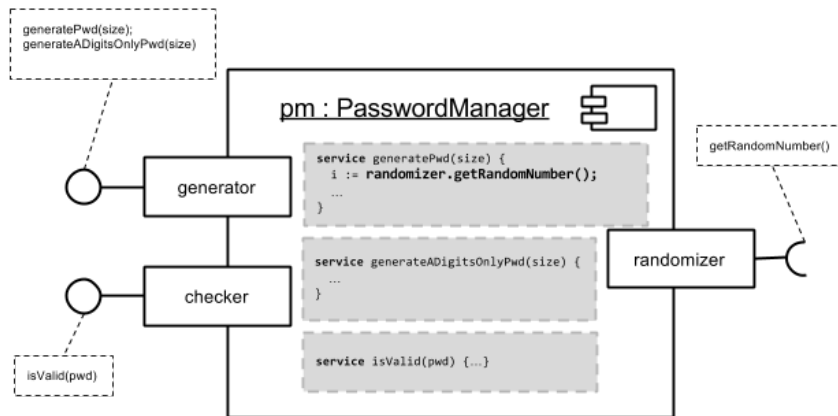 generatePwd(size);
generateADigitsOnlyPwd(size)
pm : PasswordManager
getRandomNumber()
service generatePwd(size) {
i := randomizer.getRandomNumber();
...
}
generator
service generateADigitsOnlyPwd(size) {
...
}
randomizer
checker
service isValid(pwd) {...}
isValid(pwd)